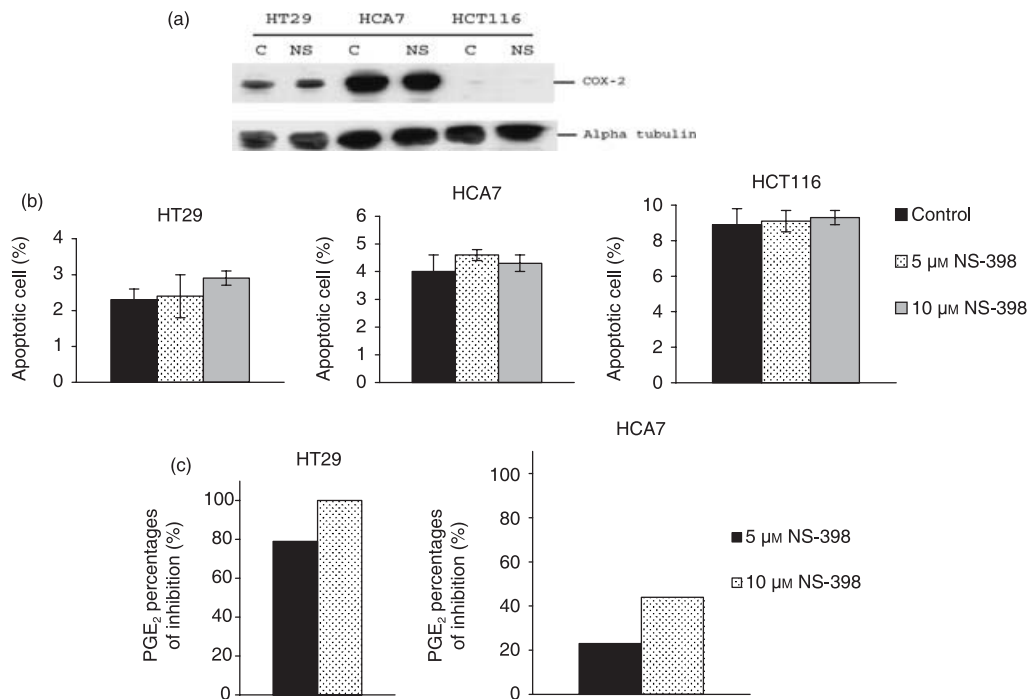 (a)
HT29 HCA7 HCT116
C NS C NS C NS
COX-2
Alpha tubulin
(b)
HT29
Apoptotic cell (%)
4
3
2
1
0
HCA7
Apoptotic cell (%)
6
5
4
3
2
1
0
HCT116
Apoptotic cell (%)
10
8
6
4
2
0
Control
5 μM NS-398
10 μM NS-398
(c)
HT29
PGE₂ percentages
of inhibition (%)
100
80
60
40
20
0
HCA7
PGE₂ percentages
of inhibition (%)
100
80
60
40
20
0
5 μM NS-398
10 μM NS-398